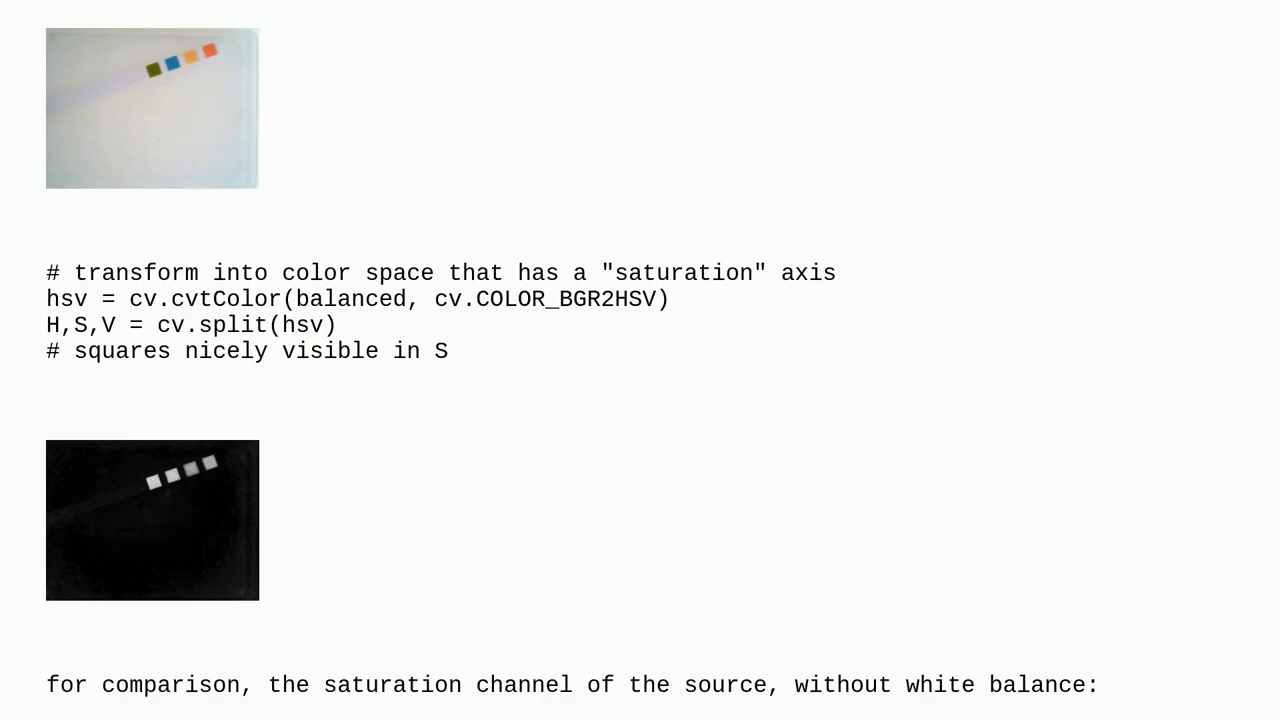 # transform into color space that has a "saturation" axis
hsv = cv.cvtColor(balanced, cv.COLOR_BGR2HSV)
H,S,V = cv.split(hsv)
# squares nicely visible in S
for comparison, the saturation channel of the source, without white balance: